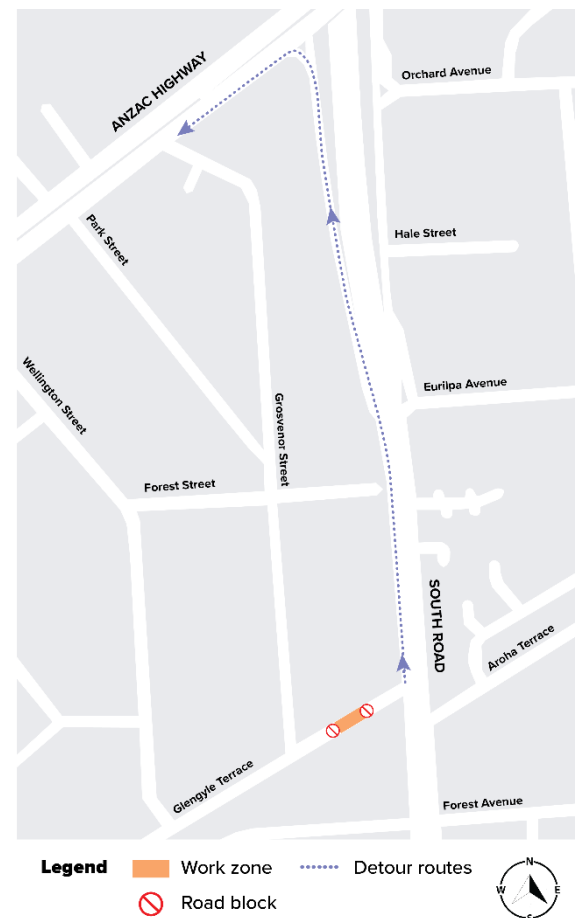 ANZAC HIGHWAY
Orchard Avenue
Park Street
Hale Street
Wellington Street
Eurilpa Avenue
Grosvenor Street
Forest Street
SOUTH ROAD
Aroha Terrace
Glengyle Terrace
Forest Avenue
Legend
Work zone
Detour routes
Road block
N
W E
S